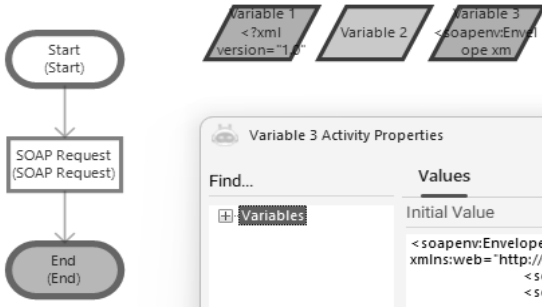 Variable 1
<?xml
version="1.0"
Variable 2
Variable 3
<soapenv:Envel
ope xm
Start
(Start)
SOAP Request
(SOAP Request)
End
(End)
Variable 3 Activity Properties
Find...
Variables
Values
Initial Value
<soapenv:Envelope
xmlns:web="http://
<s
<s